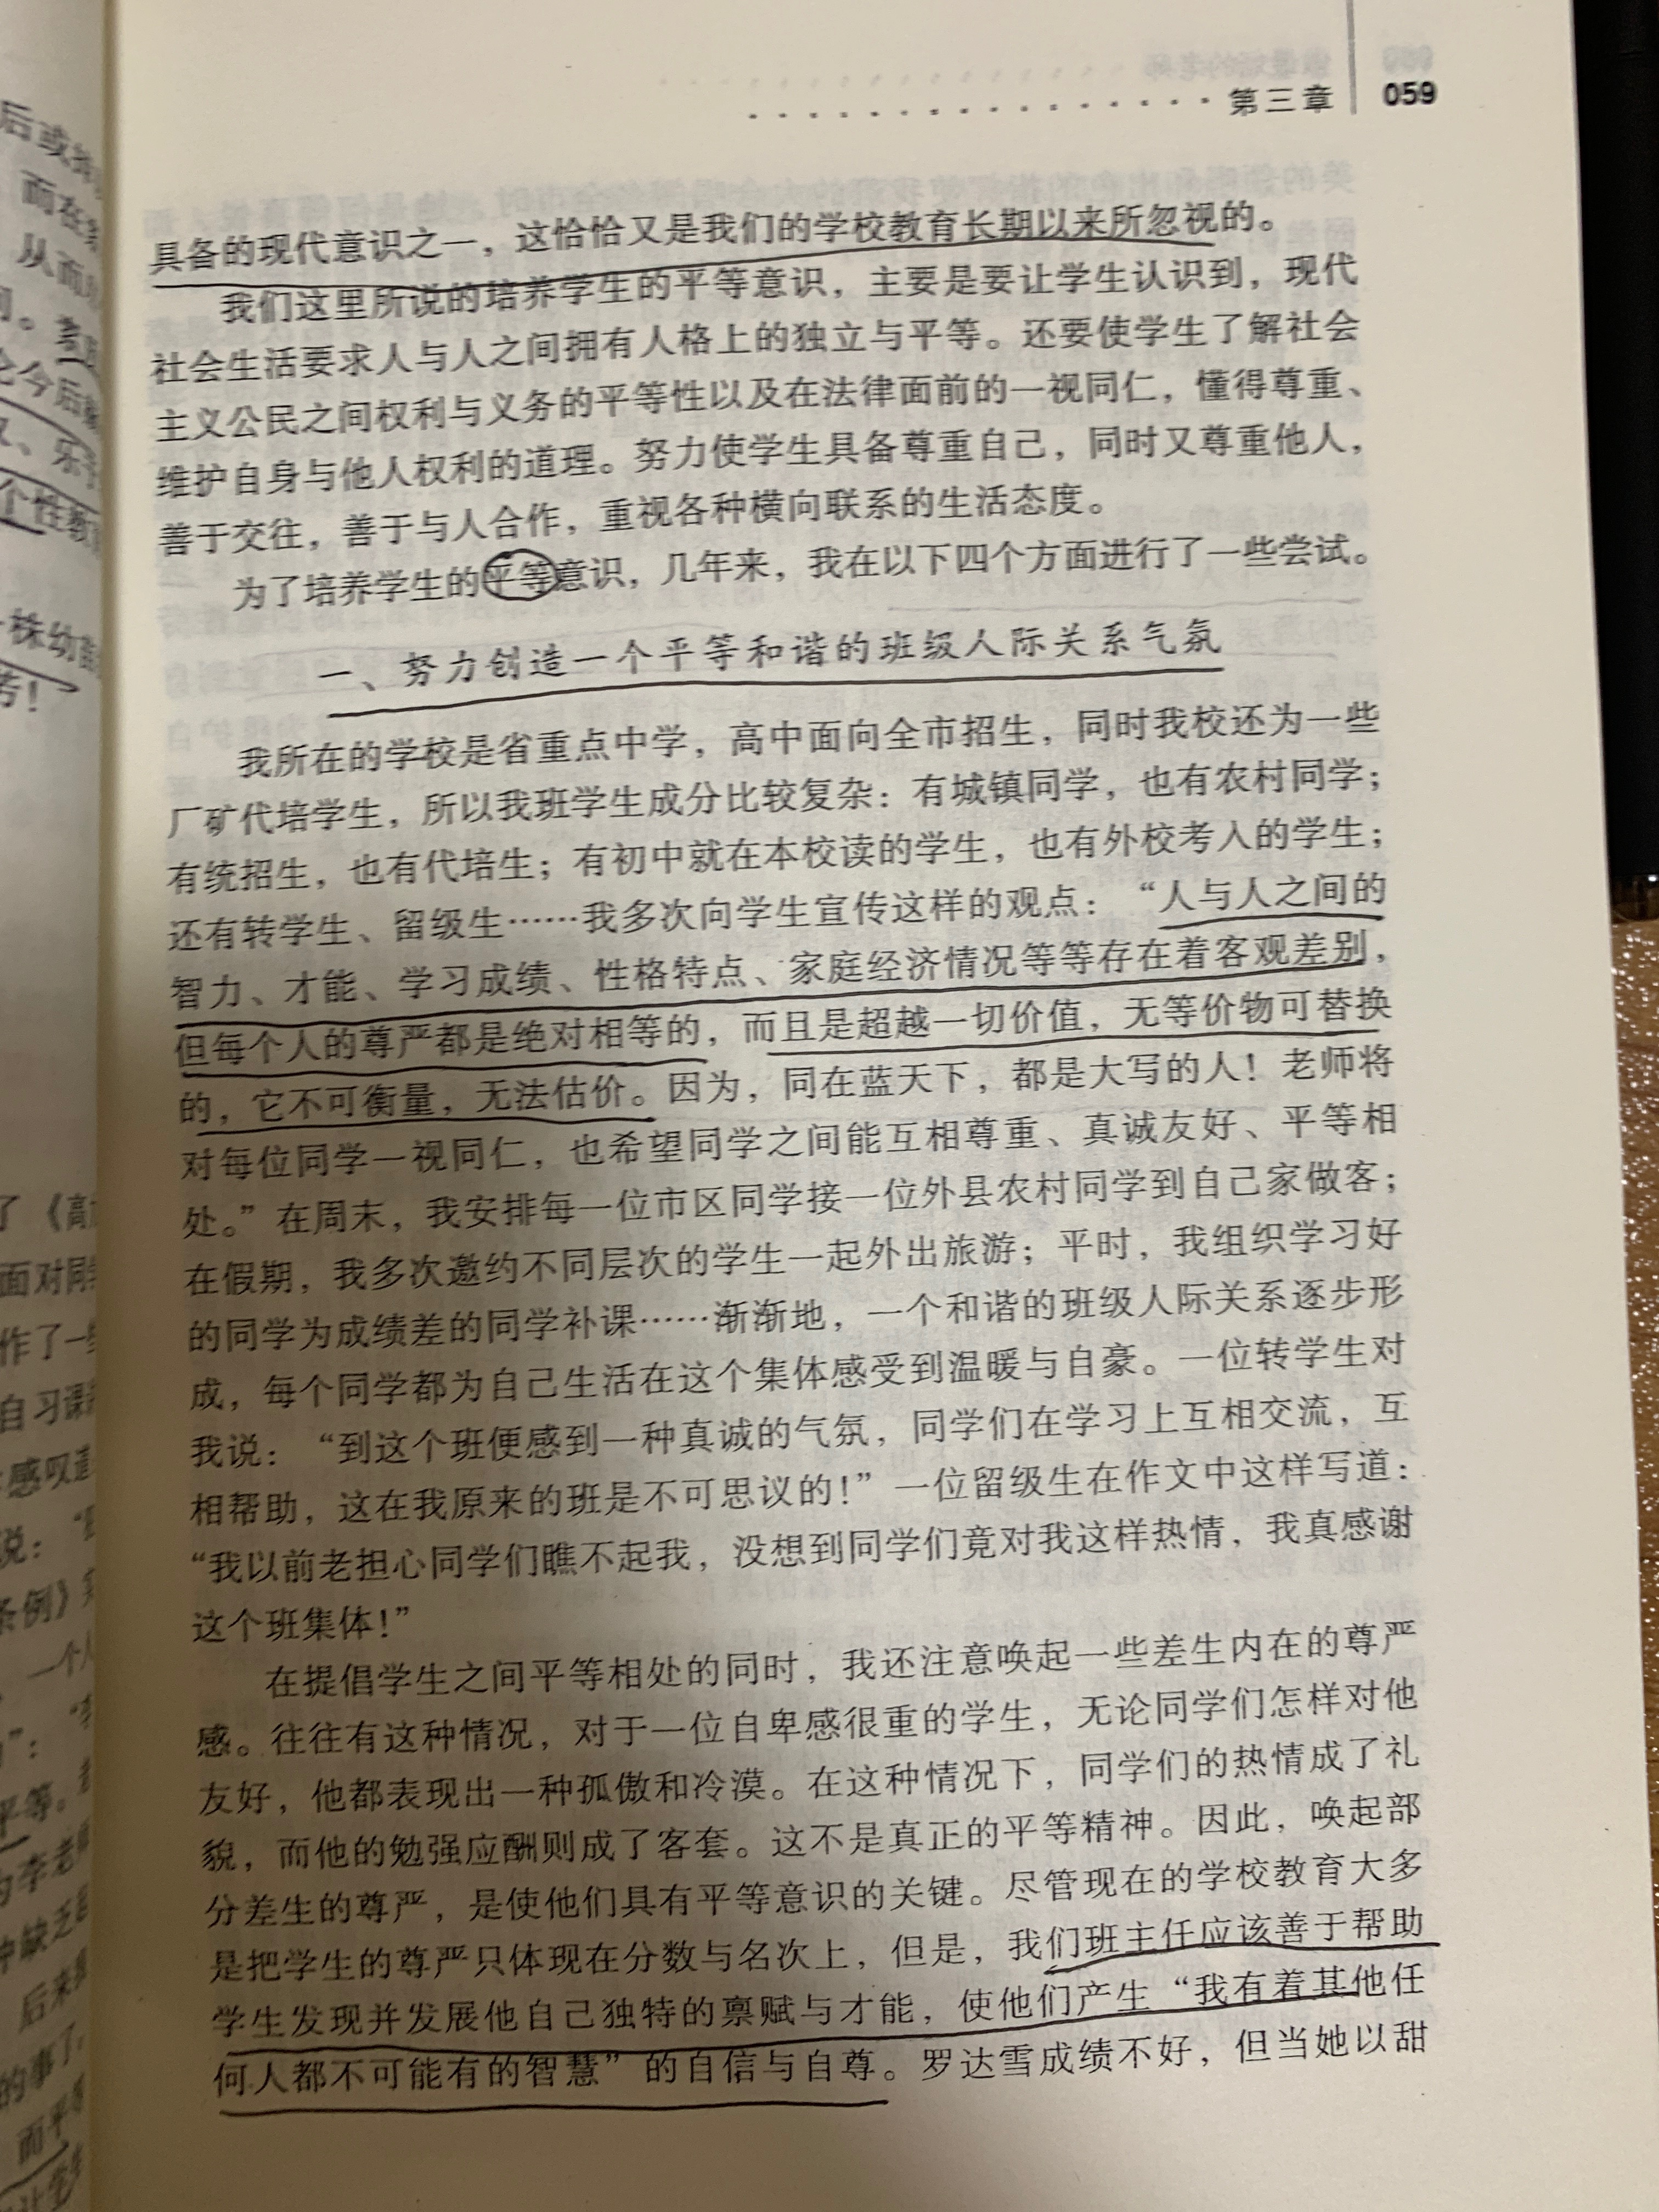 第三章 059
具备的现代意识之一，这恰恰又是我们的学校教育长期以来所忽视的。
我们这里所说的培养学生的平等意识，主要是要让学生认识到，现代
社会生活要求人与人之间拥有人格上的独立与平等。还要使学生了解社会
主义公民之间权利与义务的平等性以及在法律面前的一视同仁，懂得尊重、
维护自身与他人权利的道理。努力使学生具备尊重自己，同时又尊重他人，
善于交往，善于与人合作，重视各种横向联系的生活态度。
为了培养学生的平等意识，几年来，我在以下四个方面进行了一些尝试。
一、努力创造一个平等和谐的班级人际关系气氛
我所在的学校是省重点中学，高中面向全市招生，同时我校还为一些
厂矿代培学生，所以我班学生成分比较复杂：有城镇同学，也有农村同学；
有统招生，也有代培生；有初中就在本校读的学生，也有外校考入的学生；
还有转学生、留级生……我多次向学生宣传这样的观点：“人与人之间的
智力、才能、学习成绩、性格特点、家庭经济情况等等存在着客观差别，
但每个人的尊严都是绝对相等的，而且是超越一切价值，无等价物可替换
的，它不可衡量，无法估价。因为，同在蓝天下，都是大写的人！老师将
对每位同学一视同仁，也希望同学之间能互相尊重、真诚友好、平等相
处。”在周末，我安排每一位市区同学接一位外县农村同学到自己家做客；
在假期，我多次邀约不同层次的学生一起外出旅游；平时，我组织学习好
的同学为成绩差的同学补课……渐渐地，一个和谐的班级人际关系逐步形
成，每个同学都为自己生活在这个集体感受到温暖与自豪。一位转学生对
我说：“到这个班便感到一种真诚的气氛，同学们在学习上互相交流，互
相帮助，这在我原来的班是不可思议的！”一位留级生在作文中这样写道：
“我以前老担心同学们瞧不起我，没想到同学们竟对我这样热情，我真感谢
这个班集体！”
在提倡学生之间平等相处的同时，我还注意唤起一些差生内在的尊严
感。往往有这种情况，对于一位自卑感很重的学生，无论同学们怎样对他
友好，他都表现出一种孤傲和冷漠。在这种情况下，同学们的热情成了礼
貌，而他的勉强应酬则成了客套。这不是真正的平等精神。因此，唤起部
分差生的尊严，是使他们具有平等意识的关键。尽管现在的学校教育大多
是把学生的尊严只体现在分数与名次上，但是，我们班主任应该善于帮助
学生发现并发展他自己独特的禀赋与才能，使他们产生“我有着其他任
何人都不可能有的智慧”的自信与自尊。罗达雪成绩不好，但当她以甜